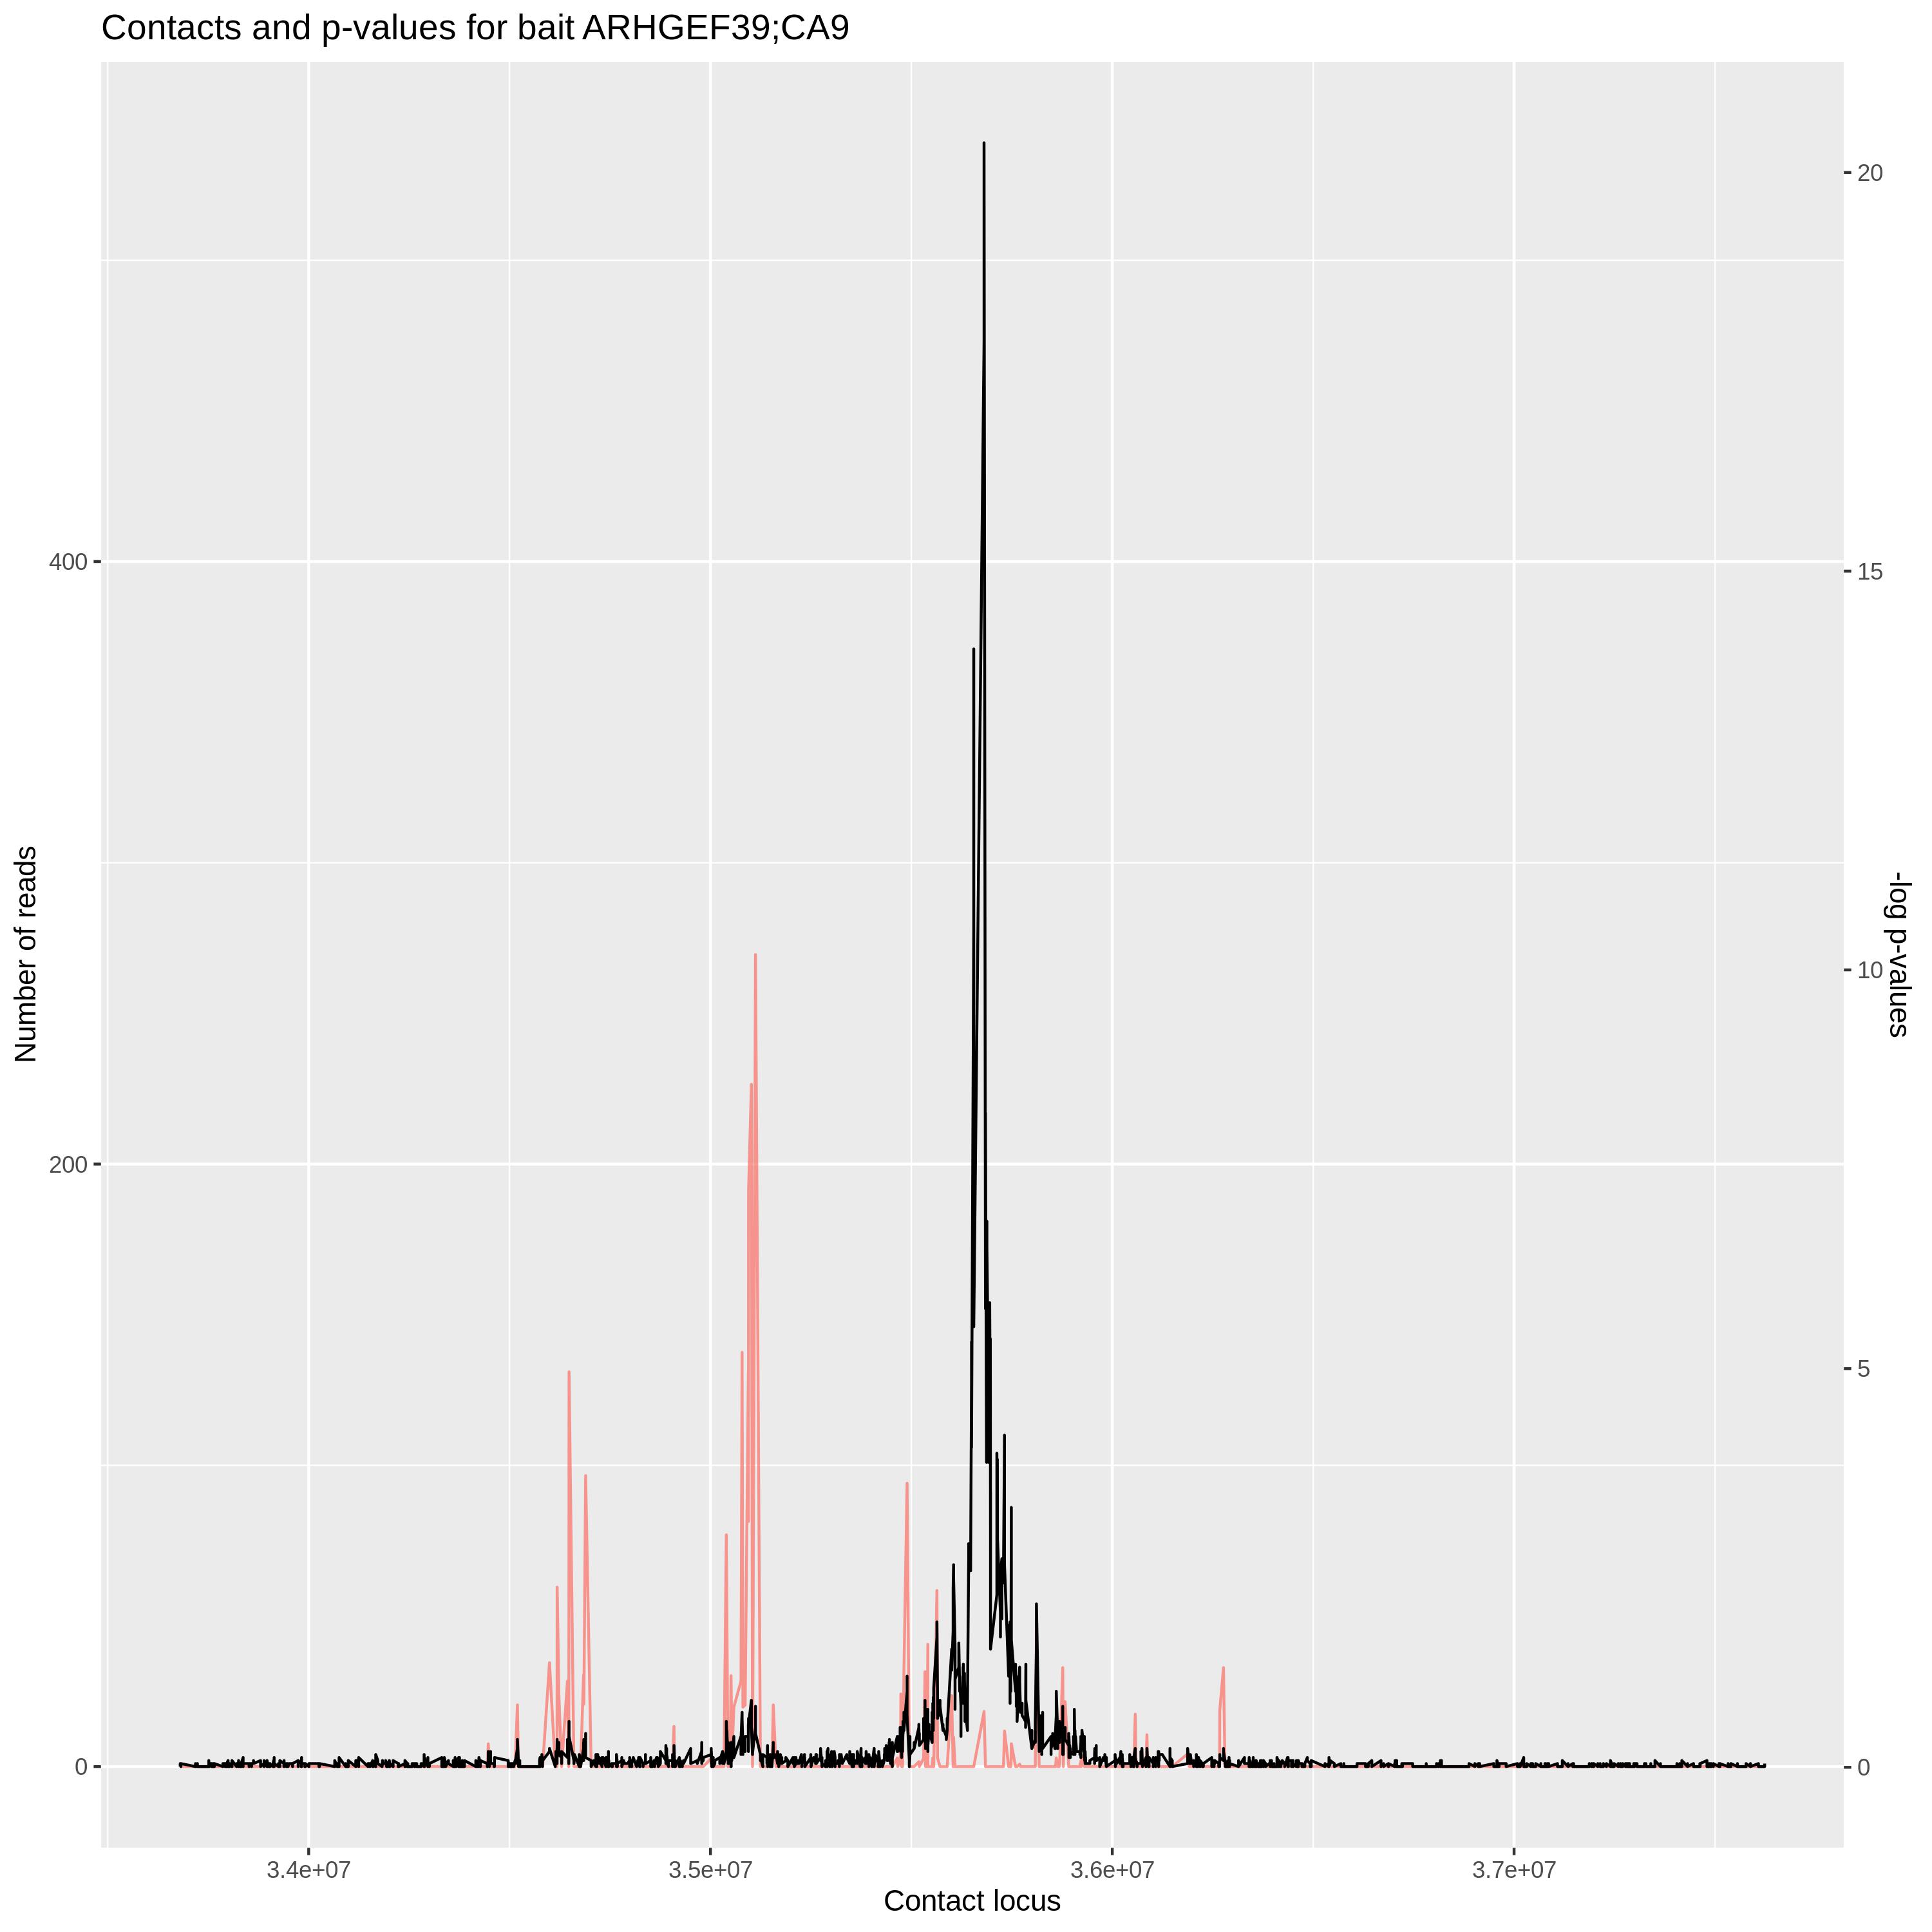 Contacts and p-values for bait ARHGEF39;CA9
Number of reads
400
200
0
20
15
10
5
0
-log p-values
3.4e+07
3.5e+07
3.6e+07
3.7e+07
Contact locus